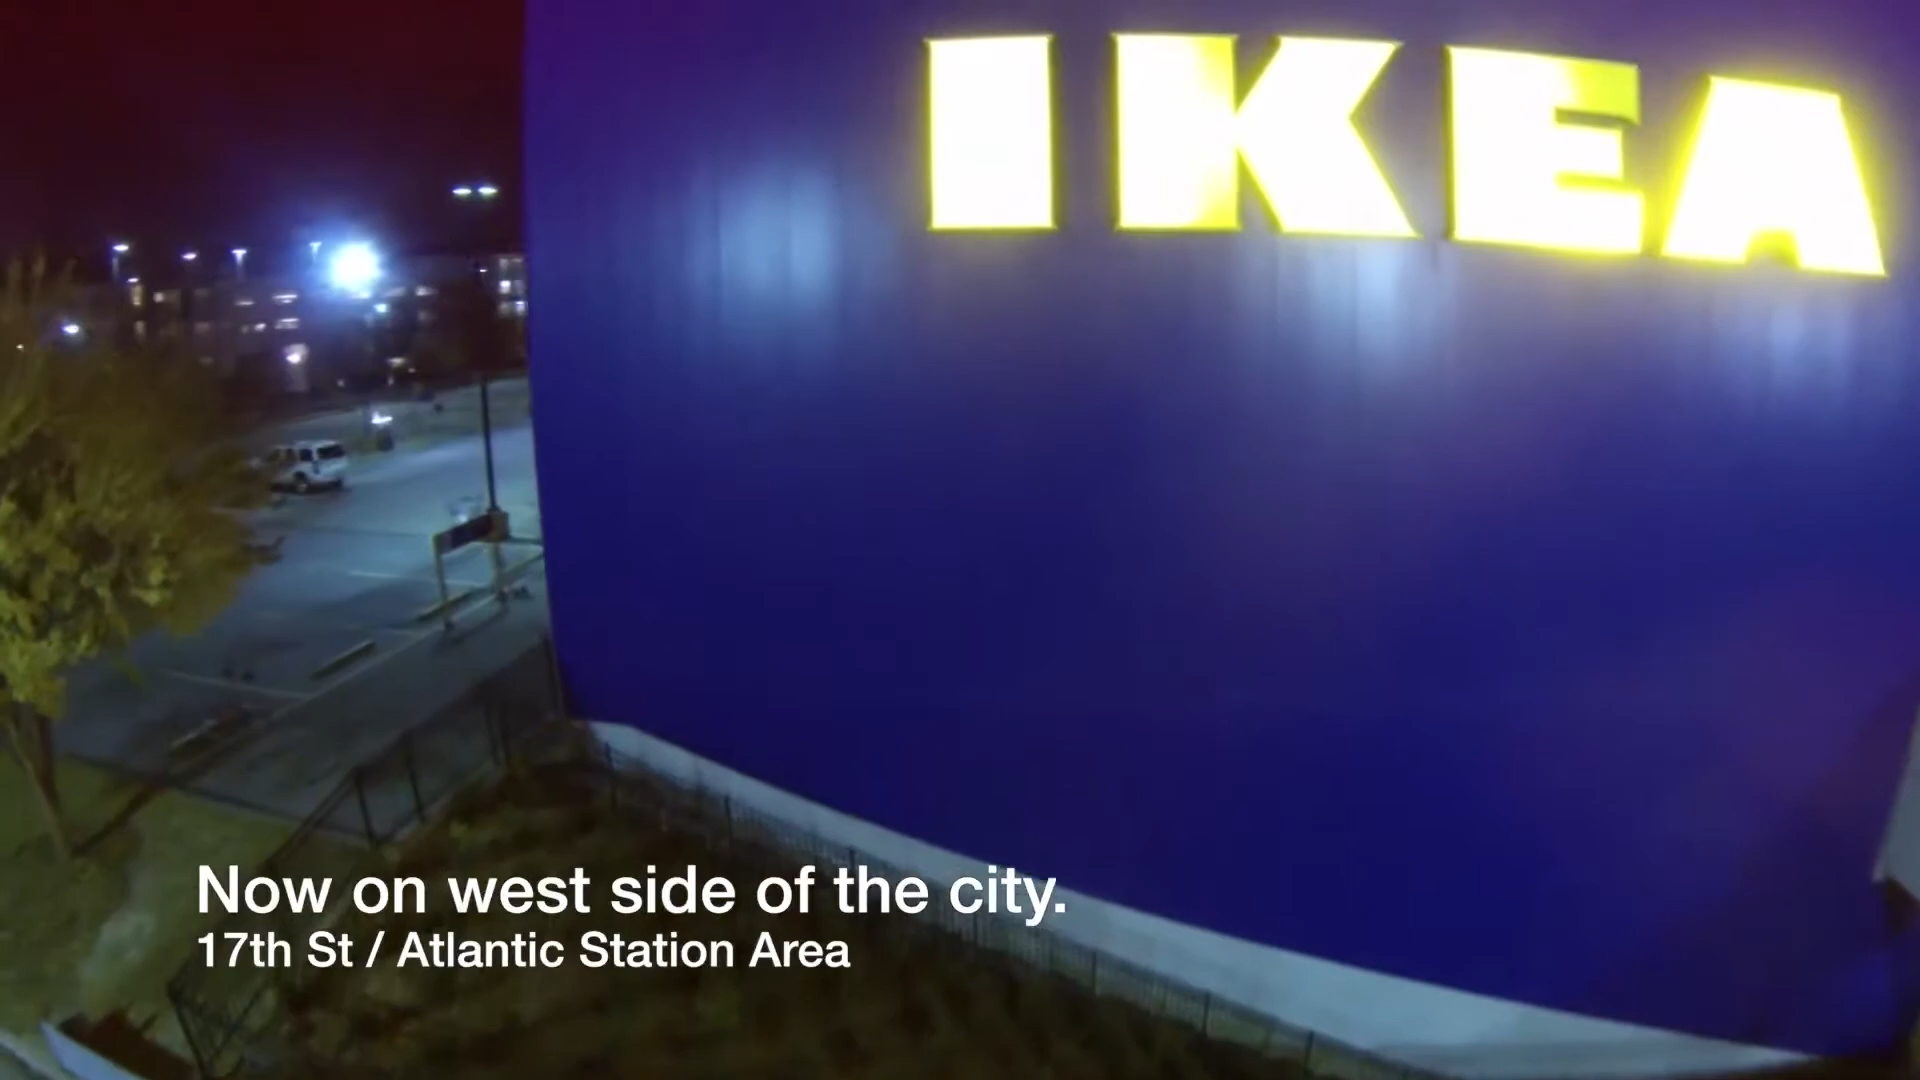 IKEA
Now on west side of the city.
17th St / Atlantic Station Area